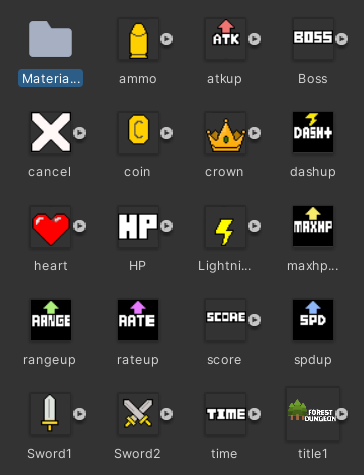 ATK
BOSS
Materia...
ammo
atkup
Boss
C
DASH+
cancel
coin
crown
dashup
HP
MAXHP
heart
HP
Lightni...
maxhp...
RANGE
RATE
SCORE
SPD
rangeup
rateup
score
spdup
TIME
FOREST
DUNGEON
Sword1
Sword2
time
title1